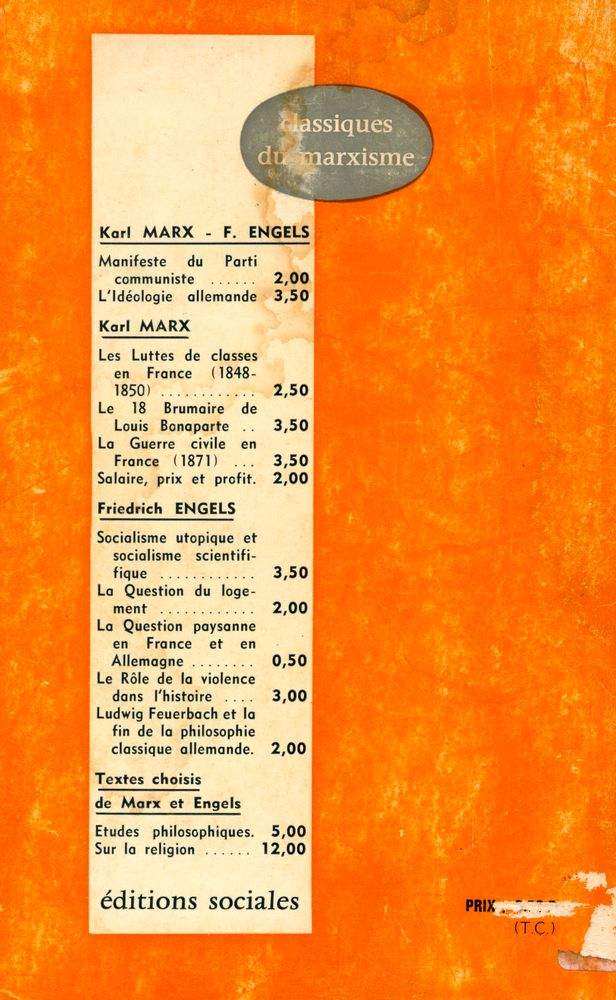 classiques
du marxisme
Karl MARX - F. ENGELS
Manifeste du Parti
communiste ...... 2,00
L'Idéologie allemande 3,50
Karl MARX
Les Luttes de classes
en France (1848-
1850) ............ 2,50
Le 18 Brumaire de
Louis Bonaparte .. 3,50
La Guerre civile en
France (1871) ... 3,50
Salaire, prix et profit. 2,00
Friedrich ENGELS
Socialisme utopique et
socialisme scientifi-
fique ............ 3,50
La Question du loge-
ment ............ 2,00
La Question paysanne
en France et en
Allemagne ........ 0,50
Le Rôle de la violence
dans l'histoire .... 3,00
Ludwig Feuerbach et la
fin de la philosophie
classique allemande. 2,00
Textes choisis
de Marx et Engels
Etudes philosophiques. 5,00
Sur la religion ...... 12,00
éditions sociales
PRIX
(T.C.)